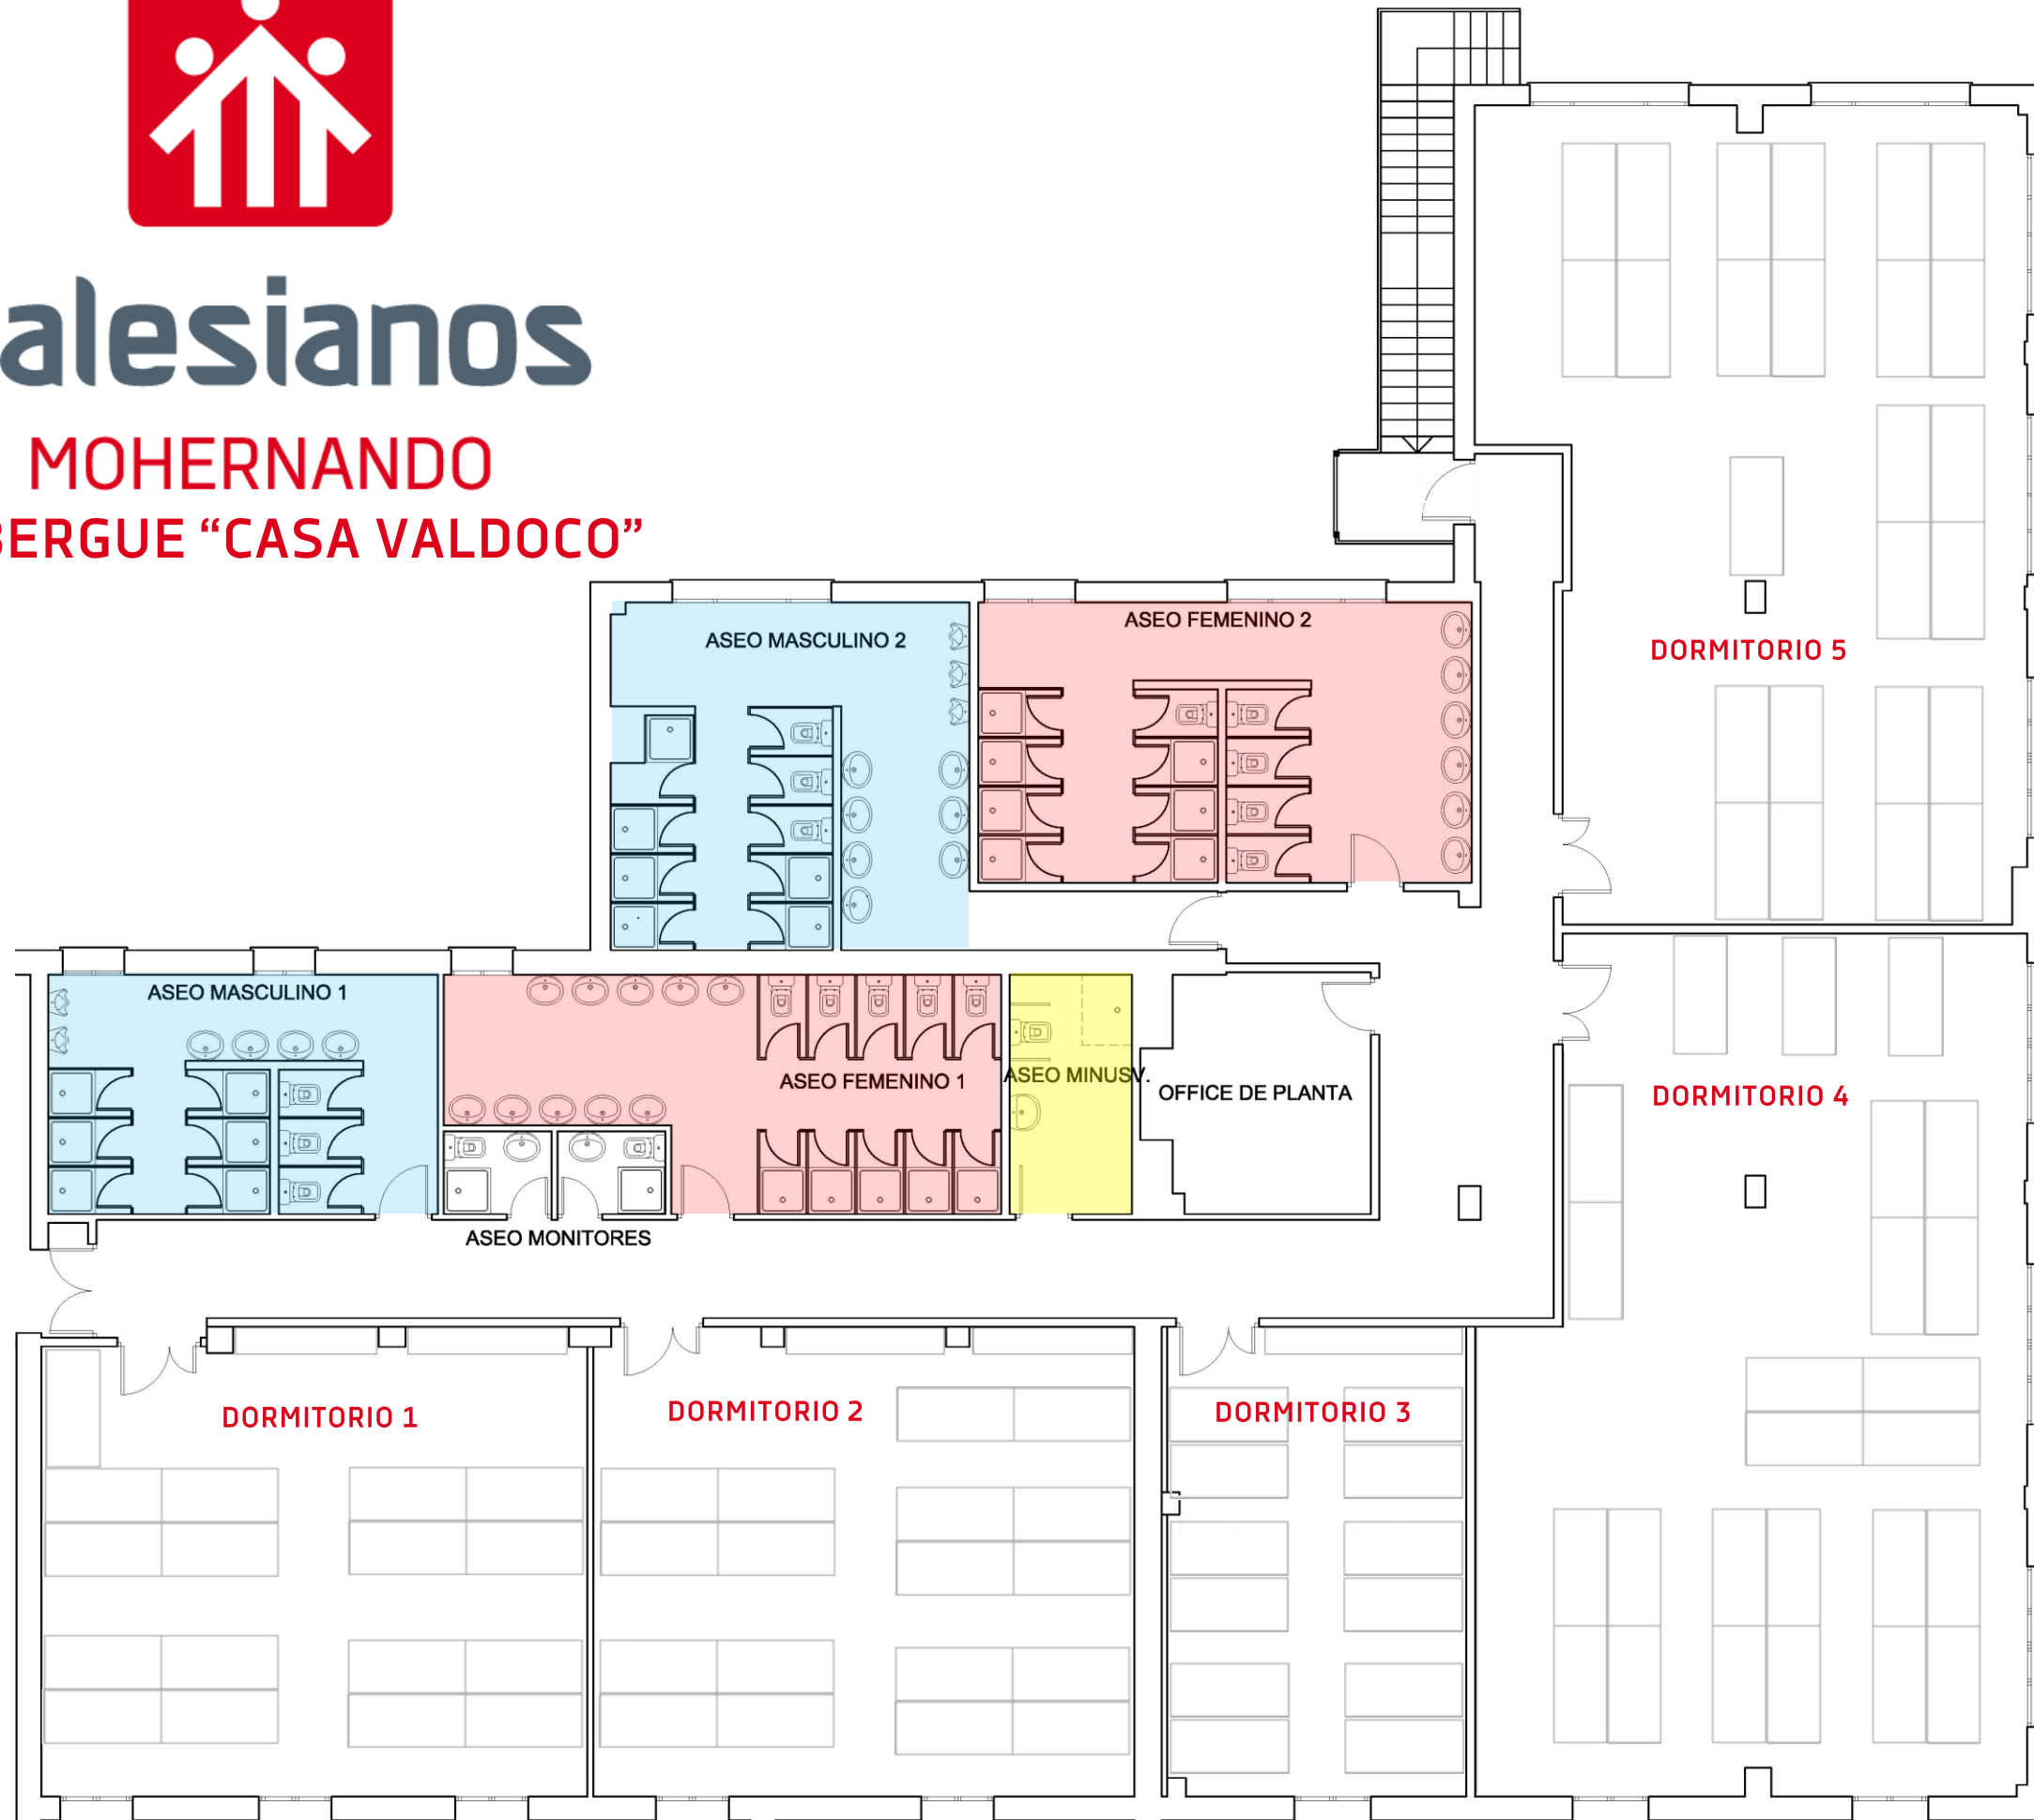 alesianos
MOHERNANDO
BERGUE “CASA VALDOCO”
ASEO MASCULINO 2
ASEO FEMENINO 2
DORMITORIO 5
ASEO MASCULINO 1
ASEO FEMENINO 1
ASEO MINUSV.
OFFICE DE PLANTA
DORMITORIO 4
ASEO MONITORES
DORMITORIO 1
DORMITORIO 2
DORMITORIO 3